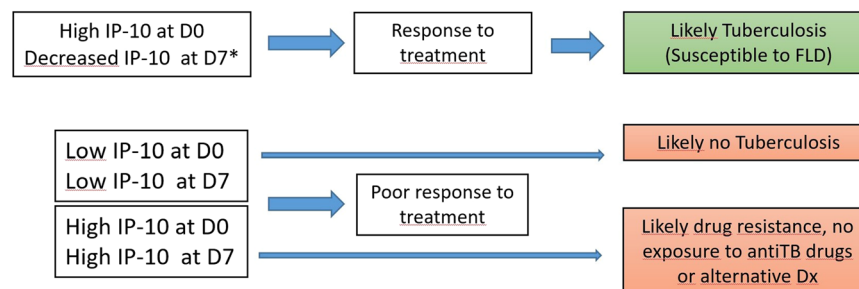 High IP-10 at D0
Decreased IP-10 at D7*
Response to
treatment
Likely Tuberculosis
(Susceptible to FLD)
Low IP-10 at D0
Low IP-10 at D7
Likely no Tuberculosis
Poor response to
treatment
High IP-10 at D0
High IP-10 at D7
Likely drug resistance, no
exposure to antiTB drugs
or alternative Dx